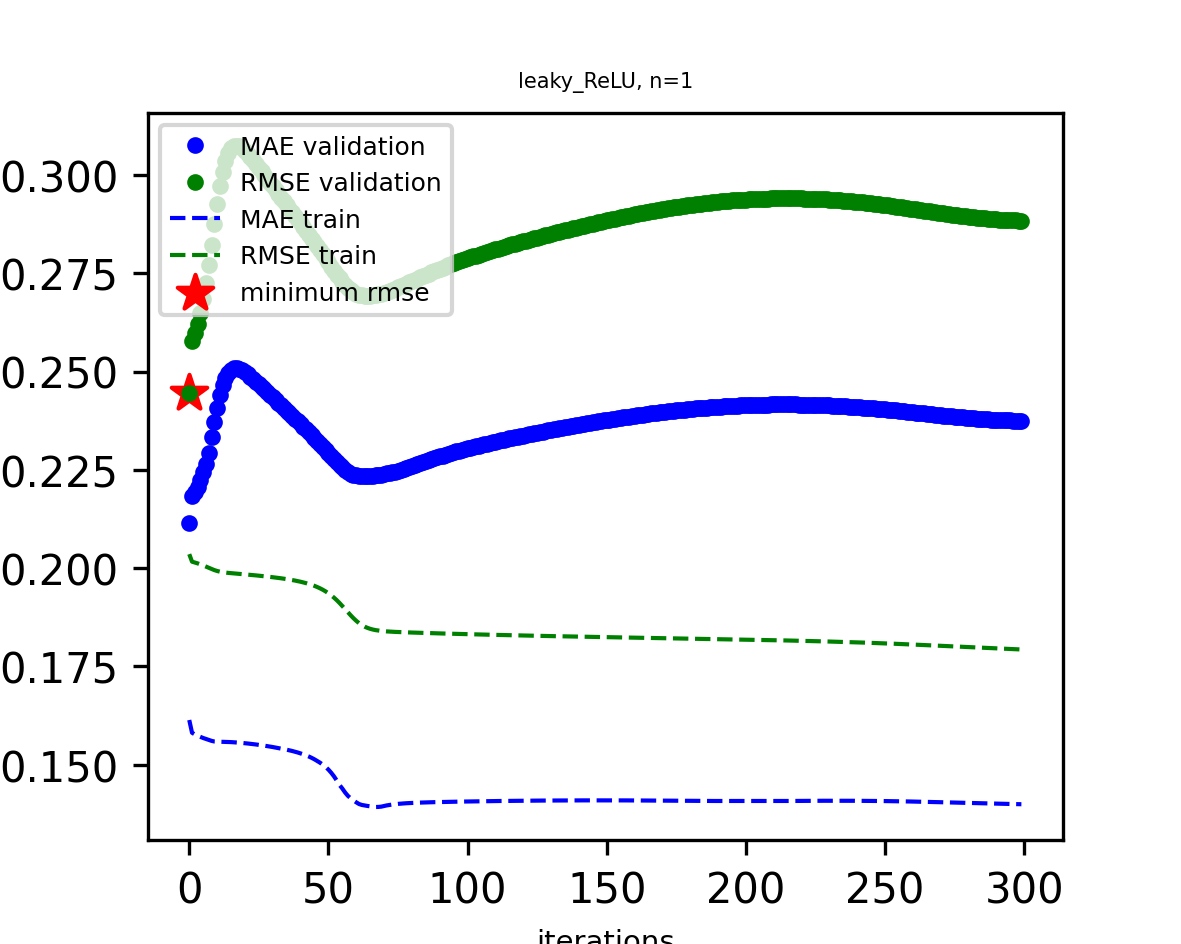 leaky_ReLU, n=1
MAE validation
RMSE validation
MAE train
RMSE train
minimum rmse
0.300
0.275
0.250
0.225
0.200
0.175
0.150
0 50 100 150 200 250 300
iterations